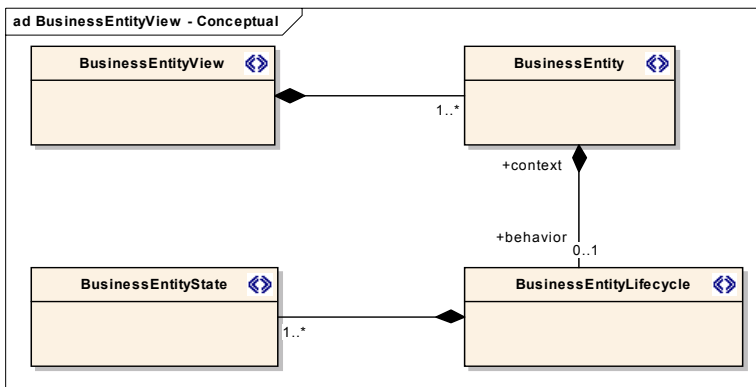 ad BusinessEntityView - Conceptual
BusinessEntityView
BusinessEntity
1..*
+context
+behavior
0..1
BusinessEntityState
BusinessEntityLifecycle
1..*